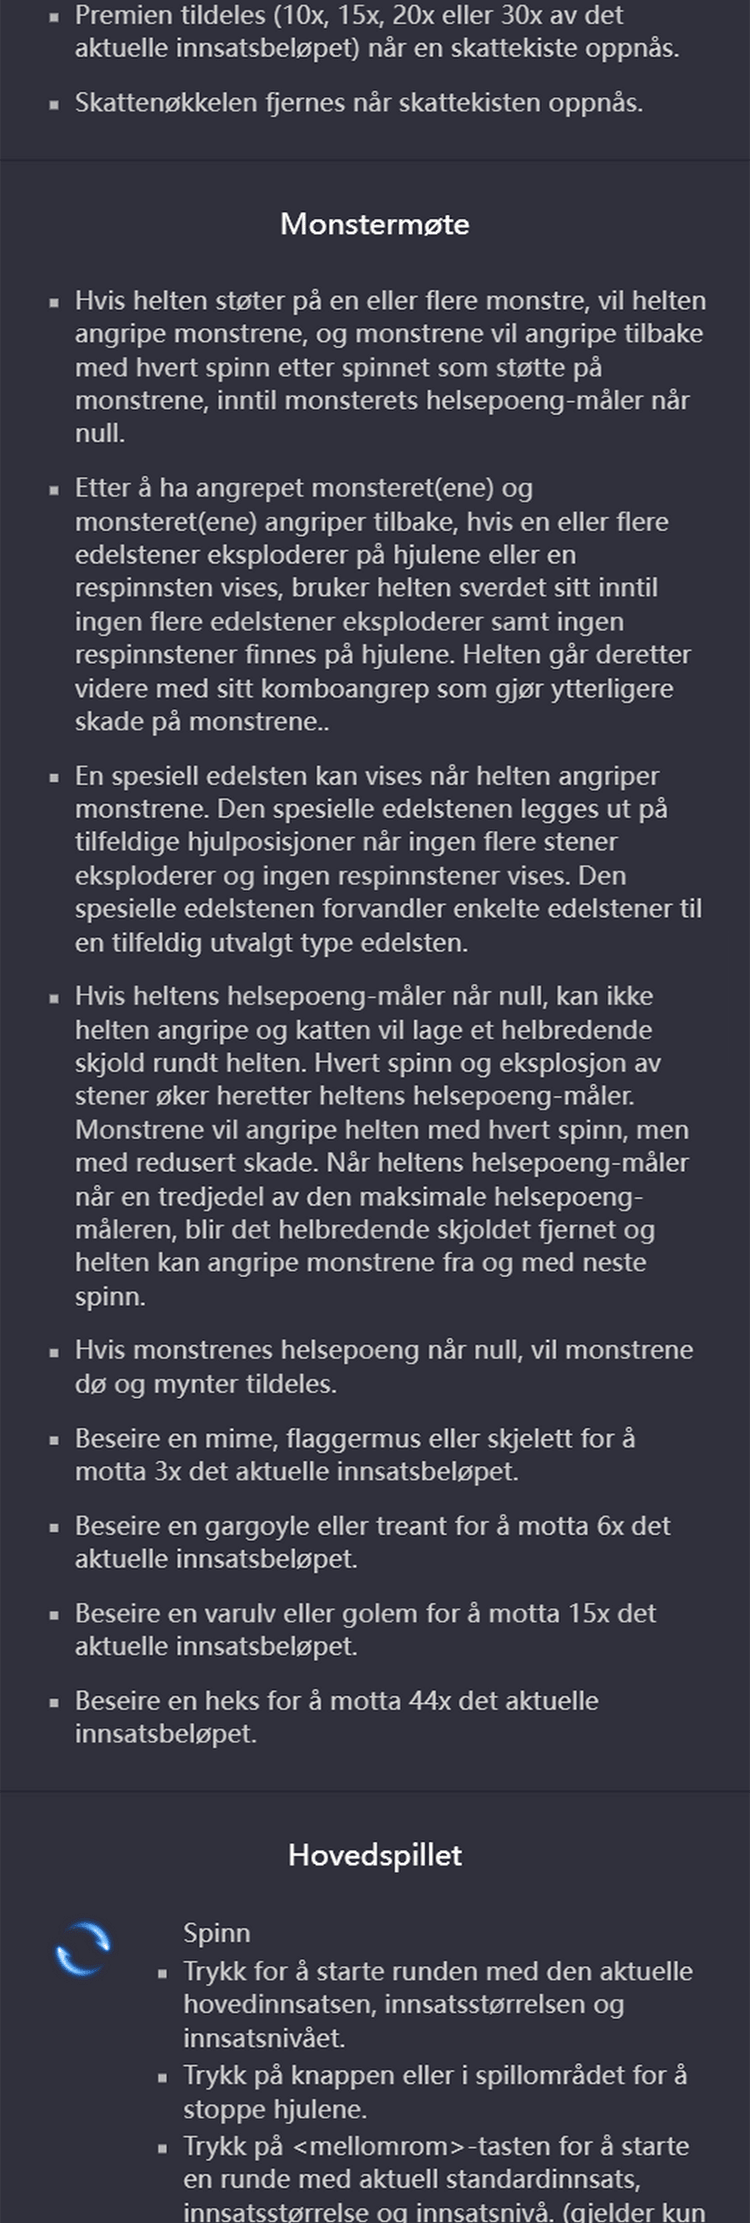 ▪ Premien tildeles (10x, 15x, 20x eller 30x av det
aktuelle innsatsbeløpet) når en skattekiste oppnås.
▪ Skattenøkkelen fjernes når skattekisten oppnås.
Monstermøte
▪ Hvis helten støter på en eller flere monstre, vil helten
angripe monstrene, og monstrene vil angripe tilbake
med hvert spinn etter spinnet som støtte på
monstrene, inntil monsterets helsepoeng-måler når
null.
▪ Etter å ha angrepet monsteret(ene) og
monsteret(ene) angriper tilbake, hvis en eller flere
edelstener eksploderer på hjulene eller en
respinnsten vises, bruker helten sverdet sitt inntil
ingen flere edelstener eksploderer samt ingen
respinnstener finnes på hjulene. Helten går deretter
videre med sitt komboangrep som gjør ytterligere
skade på monstrene..
▪ En spesiell edelsten kan vises når helten angriper
monstrene. Den spesielle edelstenen legges ut på
tilfeldige hjulposisjoner når ingen flere stener
eksploderer og ingen respinnstener vises. Den
spesielle edelstenen forvandler enkelte edelstener til
en tilfeldig utvalgt type edelsten.
▪ Hvis heltens helsepoeng-måler når null, kan ikke
helten angripe og katten vil lage et helbredende
skjold rundt helten. Hvert spinn og eksplosjon av
stener øker heretter heltens helsepoeng-måler.
Monstrene vil angripe helten med hvert spinn, men
med redusert skade. Når heltens helsepoeng-måler
når en tredjedel av den maksimale helsepoeng-
måleren, blir det helbredende skjoldet fjernet og
helten kan angripe monstrene fra og med neste
spinn.
▪ Hvis monstrenes helsepoeng når null, vil monstrene
dø og mynter tildeles.
▪ Beseire en mime, flaggermus eller skjelett for å
motta 3x det aktuelle innsatsbeløpet.
▪ Beseire en gargoyle eller treant for å motta 6x det
aktuelle innsatsbeløpet.
▪ Beseire en varulv eller golem for å motta 15x det
aktuelle innsatsbeløpet.
▪ Beseire en heks for å motta 44x det aktuelle
innsatsbeløpet.
Hovedspillet
Spinn
▪ Trykk for å starte runden med den aktuelle
hovedinnsatsen, innsatsstørrelsen og
innsatsnivået.
▪ Trykk på knappen eller i spillområdet for å
stoppe hjulene.
▪ Trykk på <mellomrom>-tasten for å starte
en runde med aktuell standardinnsats,
innsatsstørrelse og innsatsnivå. (gjelder kun